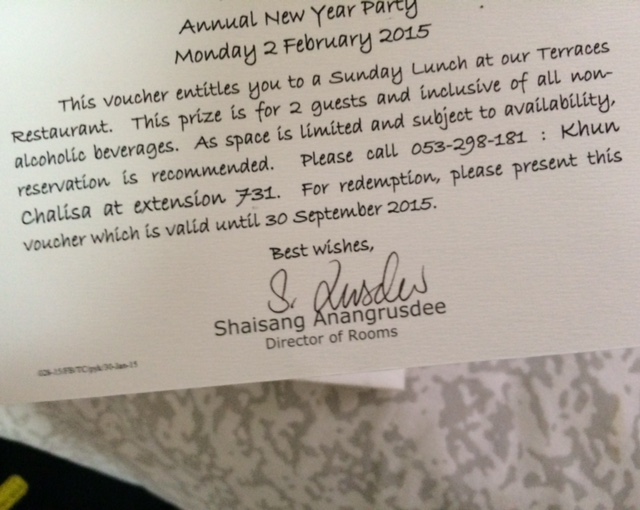 Annual New Year Party
Monday 2 February 2015
This voucher entitles you to a Sunday Lunch at our Terraces
Restaurant. This prize is for 2 guests and inclusive of all non-
alcoholic beverages. As space is limited and subject to availability,
reservation is recommended. Please call 053-298-181 : Khun
Chalisa at extension 731. For redemption, please present this
voucher which is valid until 30 September 2015.
Best wishes,
Shaisang Anangrusdee
Director of Rooms